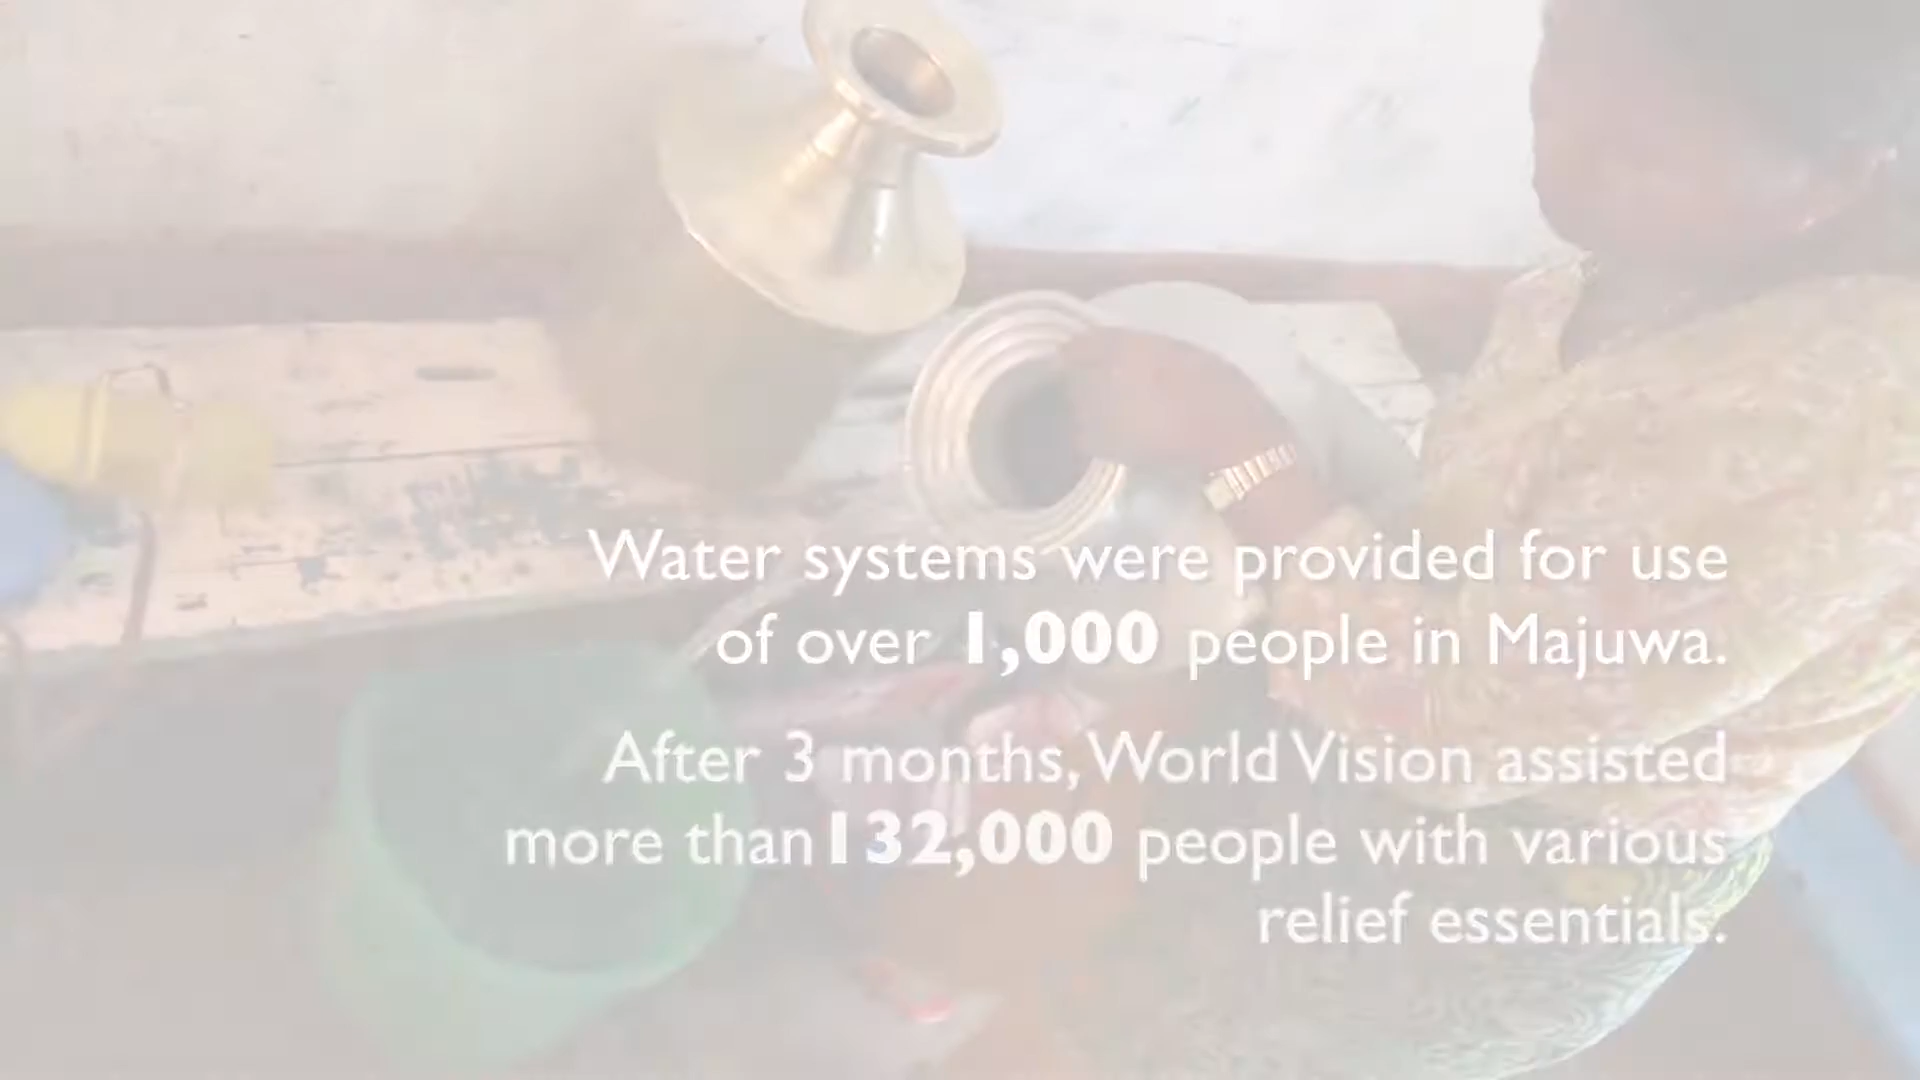 Water systems were provided for use
of over 1,000 people in Majuwa.
After 3 months, World Vision assisted
more than 132,000 people with various
relief essentials.